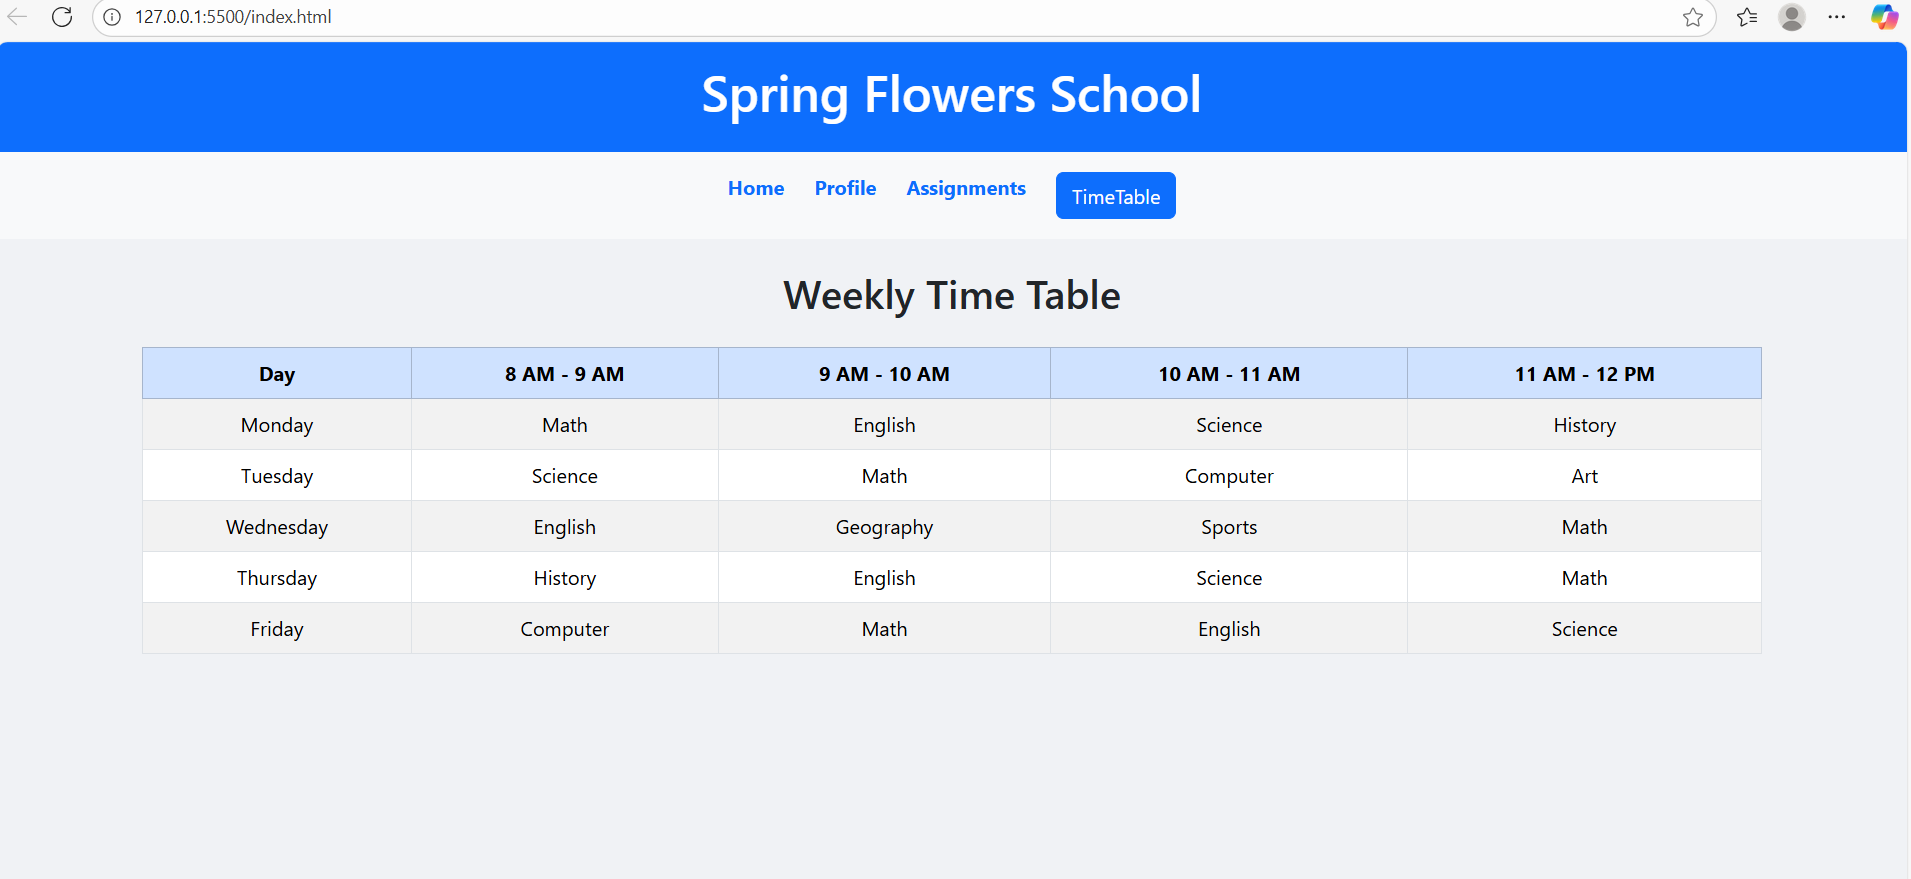 127.0.0.1:5500/index.html
Spring Flowers School
Home Profile Assignments TimeTable
Weekly Time Table
Day 8 AM - 9 AM 9 AM - 10 AM 10 AM - 11 AM 11 AM - 12 PM
Monday Math English Science History
Tuesday Science Math Computer Art
Wednesday English Geography Sports Math
Thursday History English Science Math
Friday Computer Math English Science